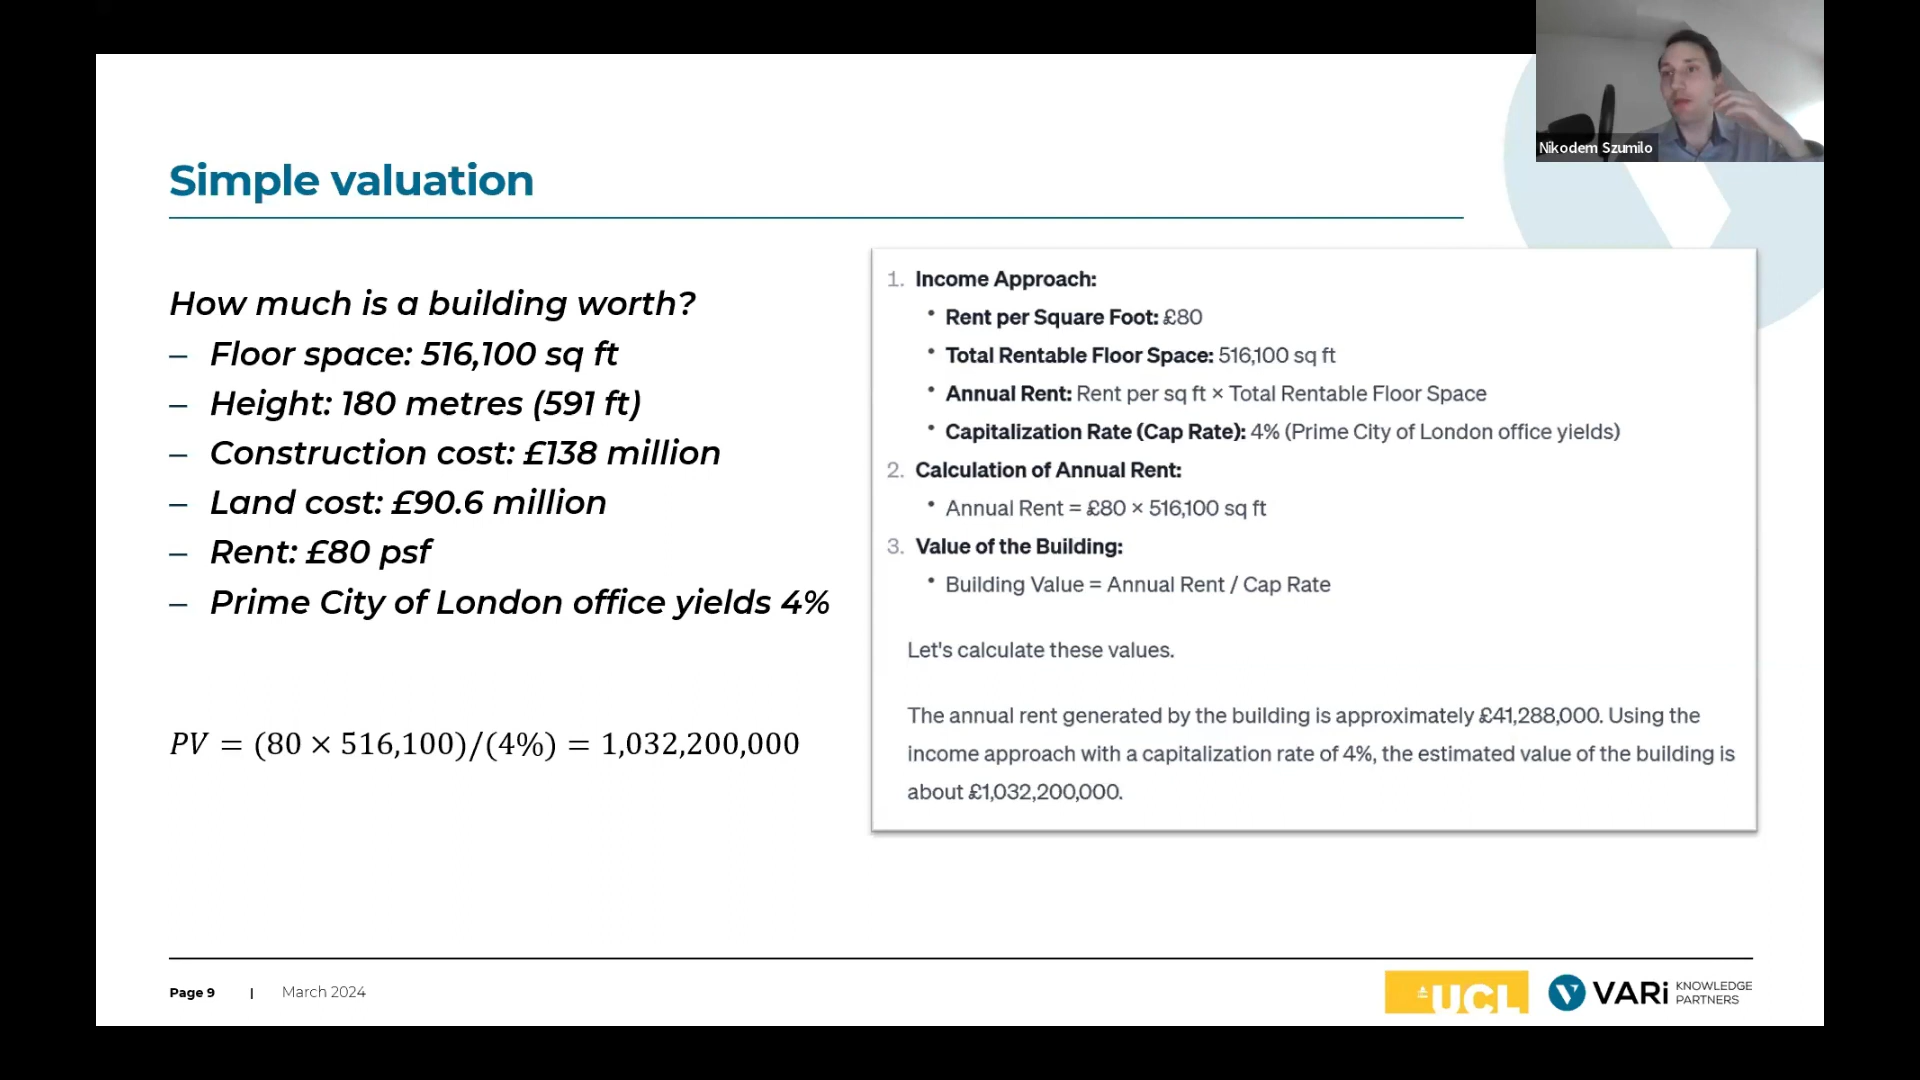 Nikodem Szumilo
Simple valuation
How much is a building worth?
– Floor space: 516,100 sq ft
– Height: 180 metres (591 ft)
– Construction cost: £138 million
– Land cost: £90.6 million
– Rent: £80 psf
– Prime City of London office yields 4%
PV = (80 × 516,100)/(4%) = 1,032,200,000
1. Income Approach:
• Rent per Square Foot: £80
• Total Rentable Floor Space: 516,100 sq ft
• Annual Rent: Rent per sq ft × Total Rentable Floor Space
• Capitalization Rate (Cap Rate): 4% (Prime City of London office yields)
2. Calculation of Annual Rent:
• Annual Rent = £80 × 516,100 sq ft
3. Value of the Building:
• Building Value = Annual Rent / Cap Rate
Let's calculate these values.
The annual rent generated by the building is approximately £41,288,000. Using the
income approach with a capitalization rate of 4%, the estimated value of the building is
about £1,032,200,000.
Page 9 | March 2024
UCL
VARi KNOWLEDGE
PARTNERS